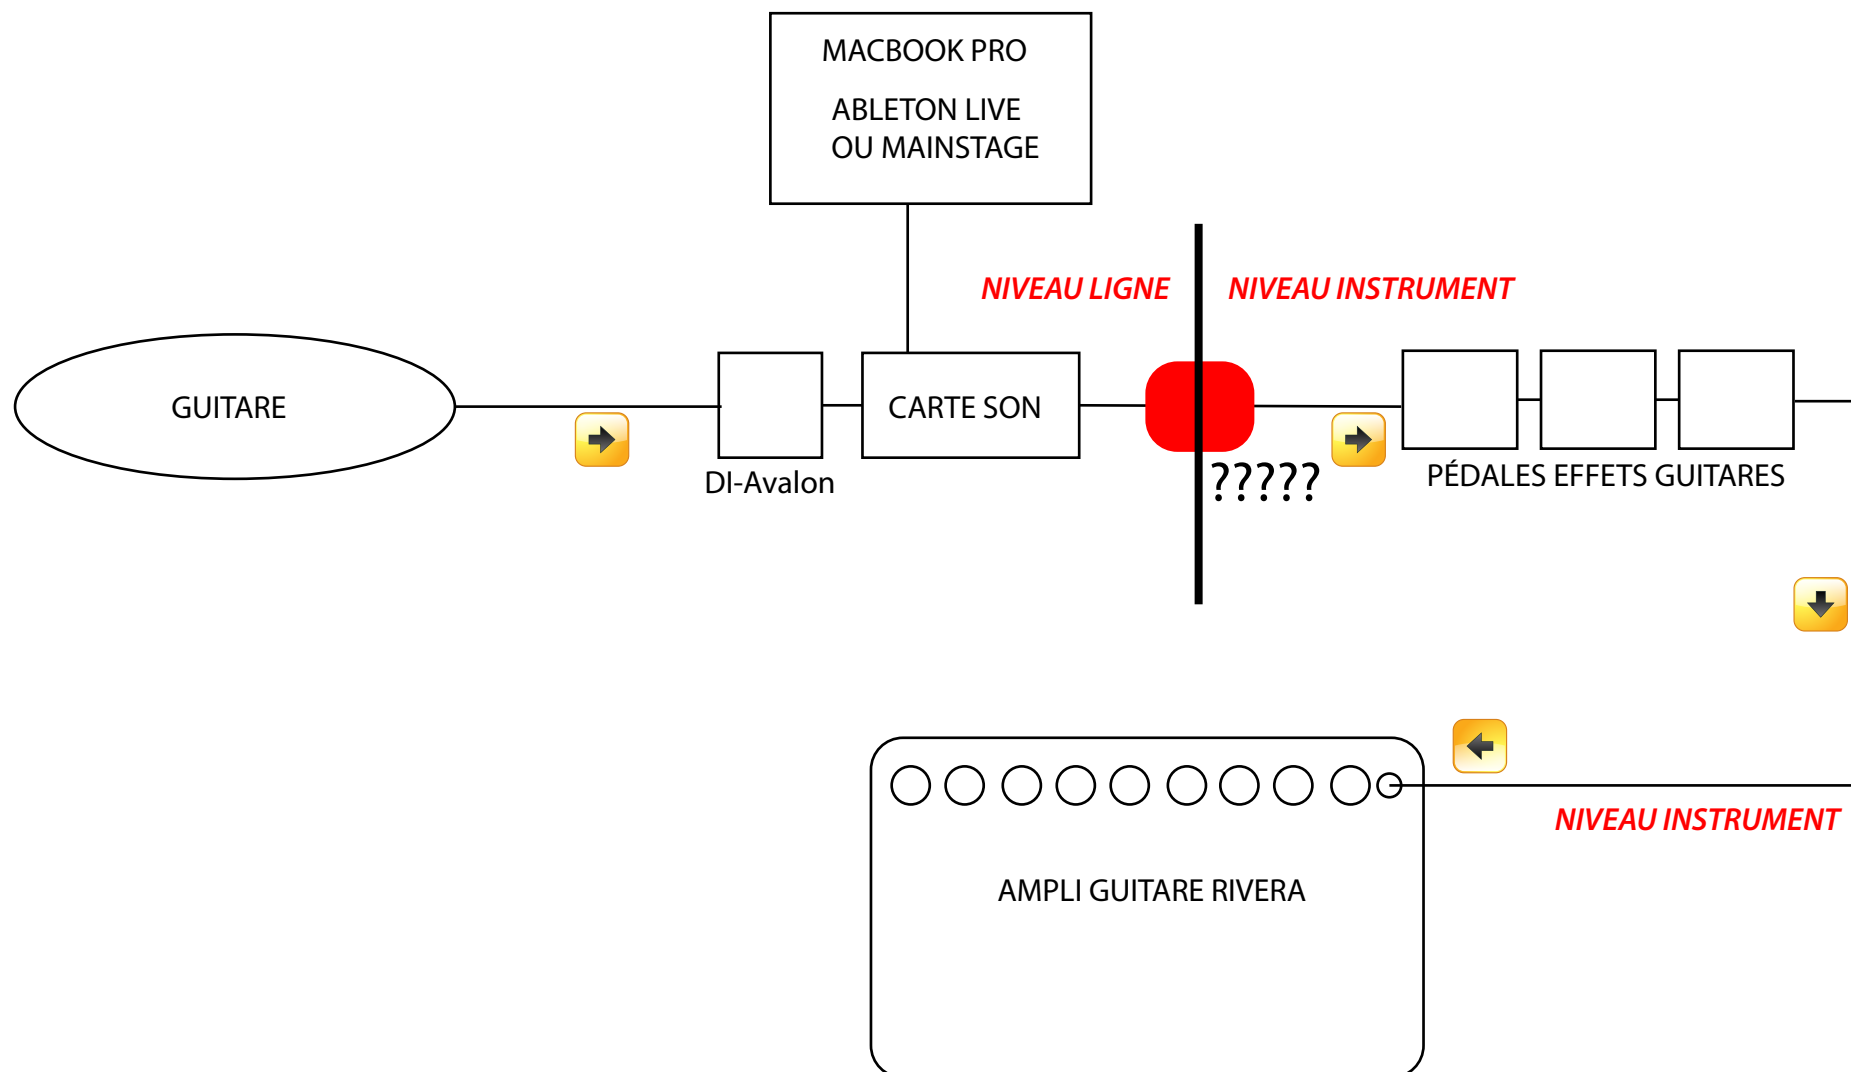 MACBOOK PRO
ABLETON LIVE
OU MAINSTAGE
NIVEAU LIGNE
NIVEAU INSTRUMENT
GUITARE
CARTE SON
DI-Avalon
?????
PÉDALES EFFETS GUITARES
NIVEAU INSTRUMENT
AMPLI GUITARE RIVERA